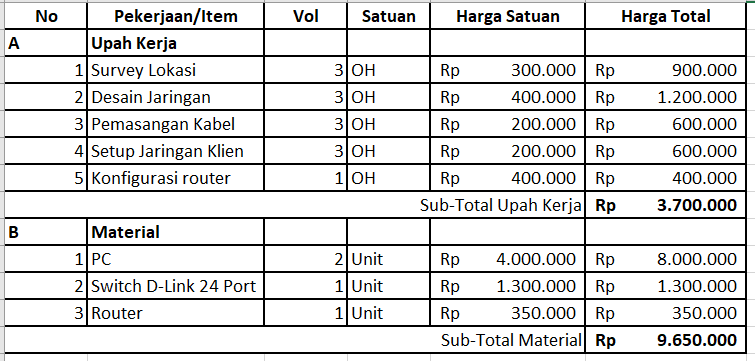 No Pekerjaan/Item Vol Satuan Harga Satuan Harga Total
A Upah Kerja
1 Survey Lokasi 3 OH Rp 300.000 Rp 900.000
2 Desain Jaringan 3 OH Rp 400.000 Rp 1.200.000
3 Pemasangan Kabel 3 OH Rp 200.000 Rp 600.000
4 Setup Jaringan Klien 3 OH Rp 200.000 Rp 600.000
5 Konfigurasi router 1 OH Rp 400.000 Rp 400.000
Sub-Total Upah Kerja Rp 3.700.000
B Material
1 PC 2 Unit Rp 4.000.000 Rp 8.000.000
2 Switch D-Link 24 Port 1 Unit Rp 1.300.000 Rp 1.300.000
3 Router 1 Unit Rp 350.000 Rp 350.000
Sub-Total Material Rp 9.650.000